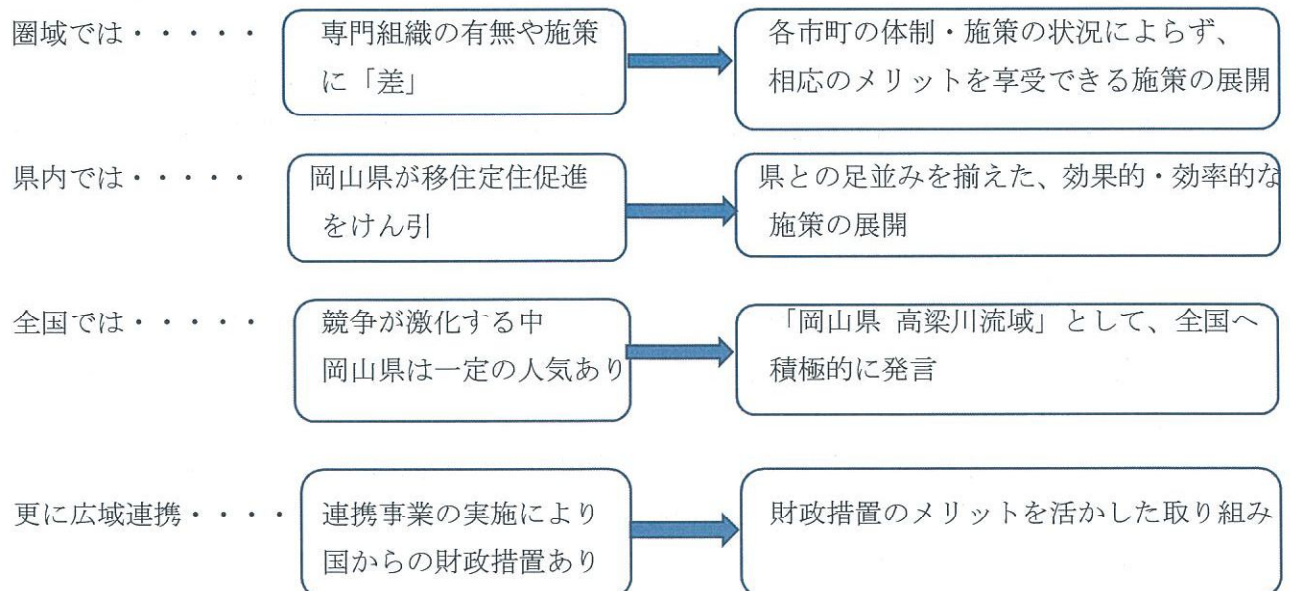 圏域では・・・・・
専門組織の有無や施策
に「差」
各市町の体制・施策の状況によらず、
相応のメリットを享受できる施策の展開
県内では・・・・・
岡山県が移住定住促進
をけん引
県との足並みを揃えた、効果的・効率的な
施策の展開
全国では・・・・・
競争が激化する中
岡山県は一定の人気あり
「岡山県 高梁川流域」として、全国へ
積極的に発言
更に広域連携・・・・
連携事業の実施により
国からの財政措置あり
財政措置のメリットを活かした取り組み